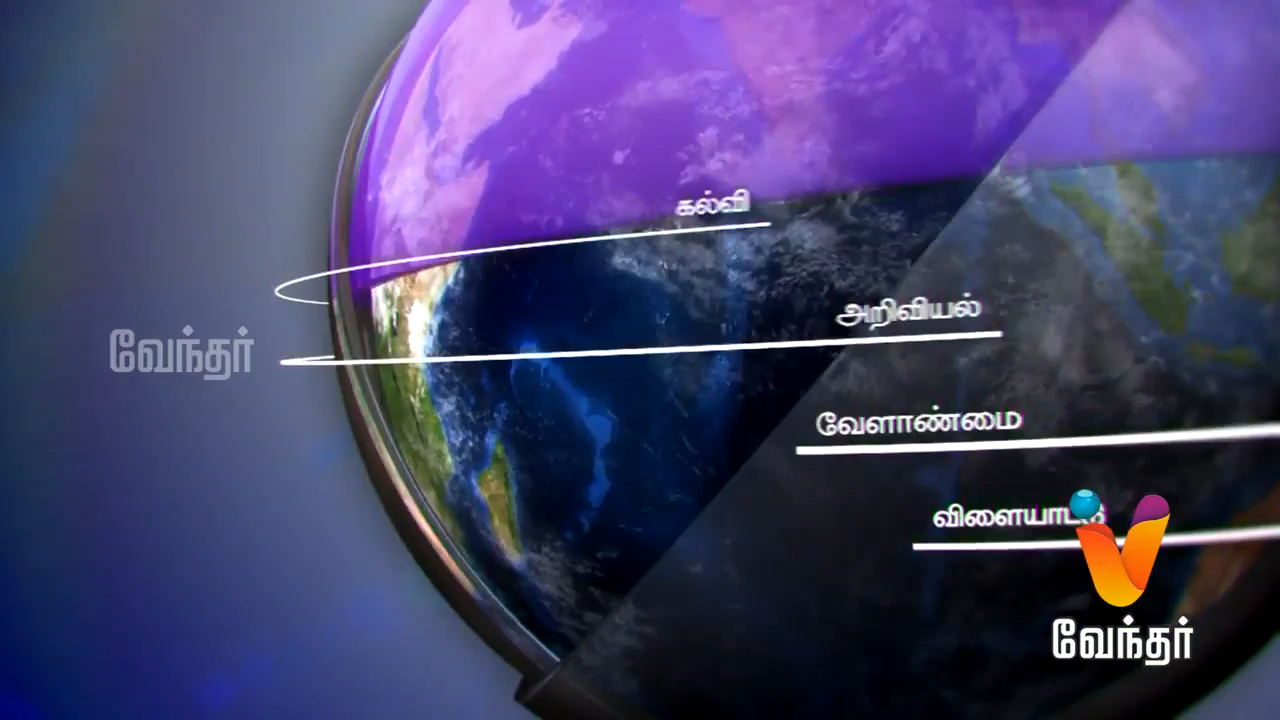 கல்வி
அறிவியல்
வேந்தர்
வேளாண்மை
வேந்தர்